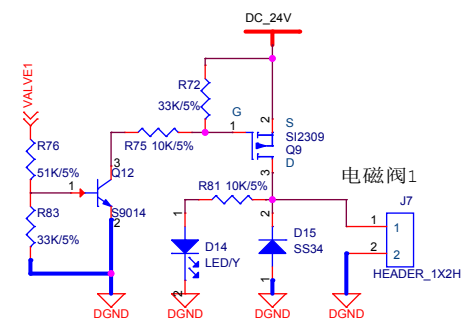 DC_24V
VALVE1
R72
33K/5%
G
1
2
S
SI2309
Q9
D
3
R75 10K/5%
R76
51K/5%
1
3
Q12
S9014
2
R83
33K/5%
R81 10K/5%
电磁阀1
J7
1
1
2
2
HEADER_1X2H
1
D14
LED/Y
2
2
D15
SS34
1
DGND
DGND
DGND
DGND